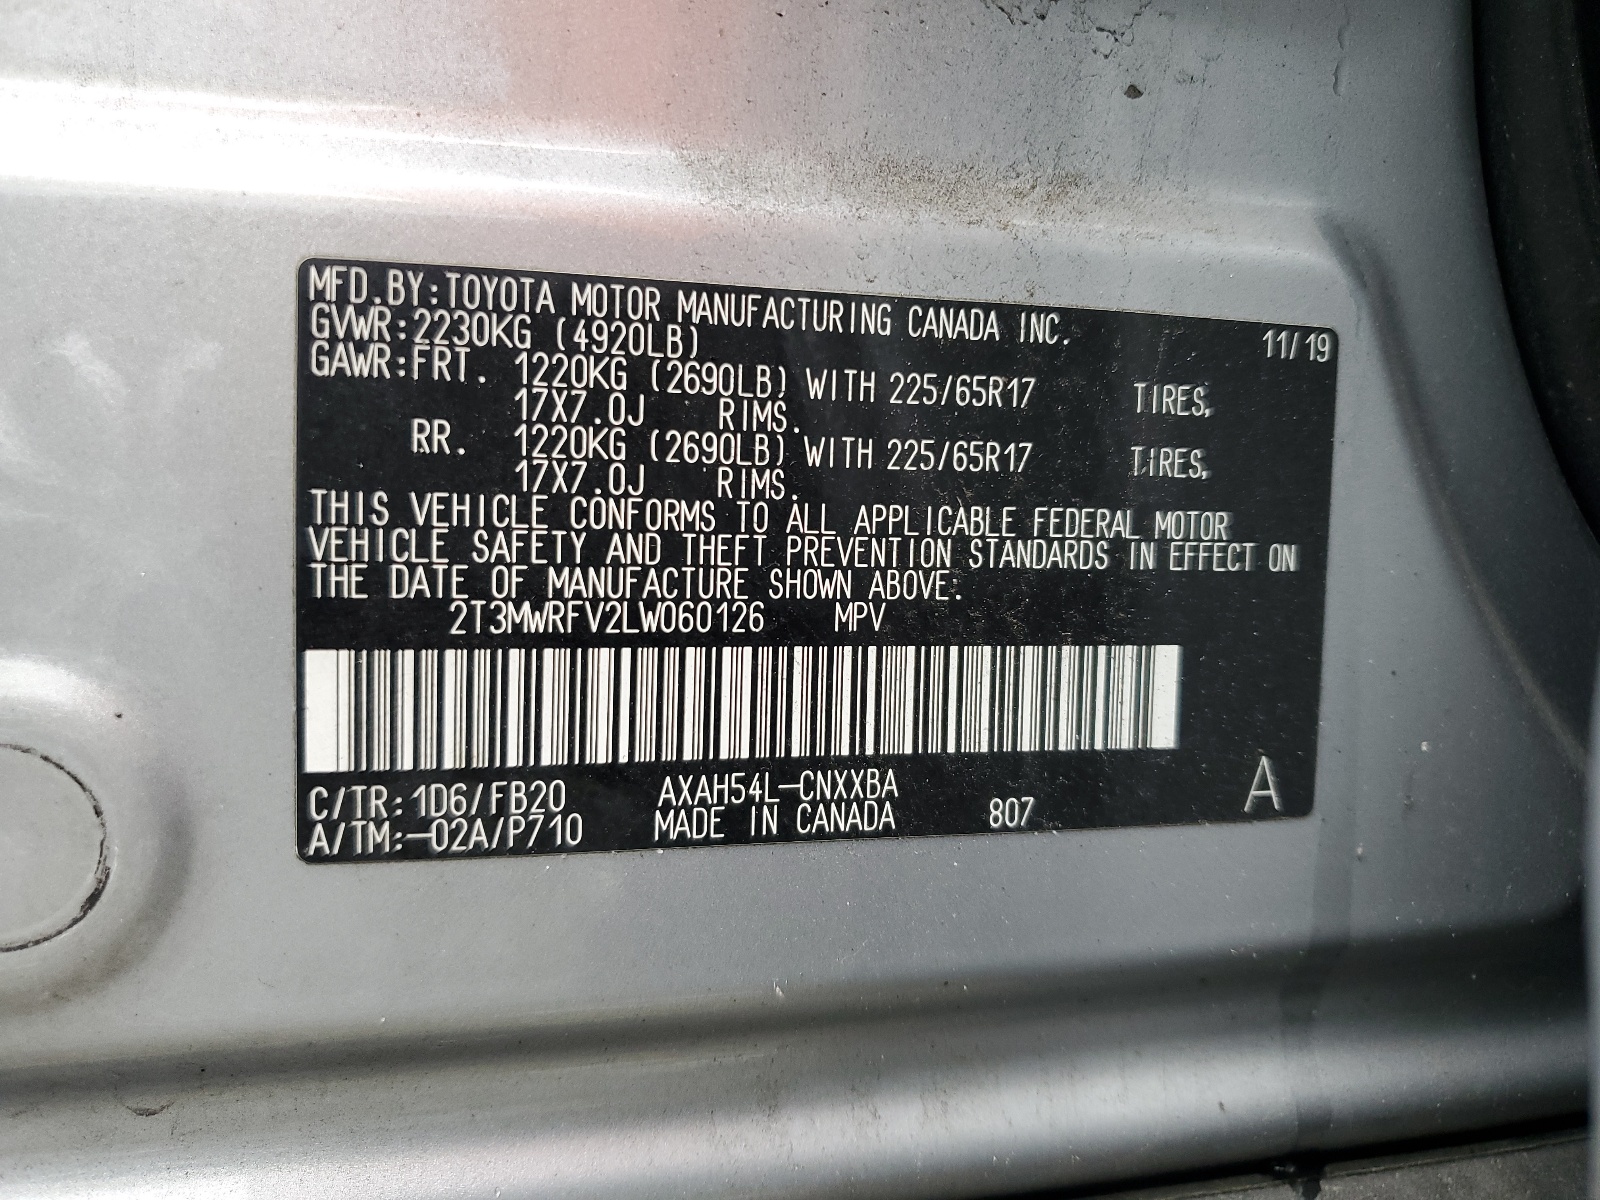 MFD.BY:TOYOTA MOTOR MANUFACTURING CANADA INC. 11/19
GVWR:2230KG (4920LB)
GAWR:FRT. 1220KG (2690LB) WITH 225/65R17 TIRES,
17X7.0J RIMS.
RR. 1220KG (2690LB) WITH 225/65R17 TIRES,
17X7.0J RIMS.
THIS VEHICLE CONFORMS TO ALL APPLICABLE FEDERAL MOTOR
VEHICLE SAFETY AND THEFT PREVENTION STANDARDS IN EFFECT ON
THE DATE OF MANUFACTURE SHOWN ABOVE:
2T3MWRFV2LW060126 MPV
C/TR:1D6/FB20 AXAH54L-CNXXBA
A/TM:-02A/P710 MADE IN CANADA 807 A